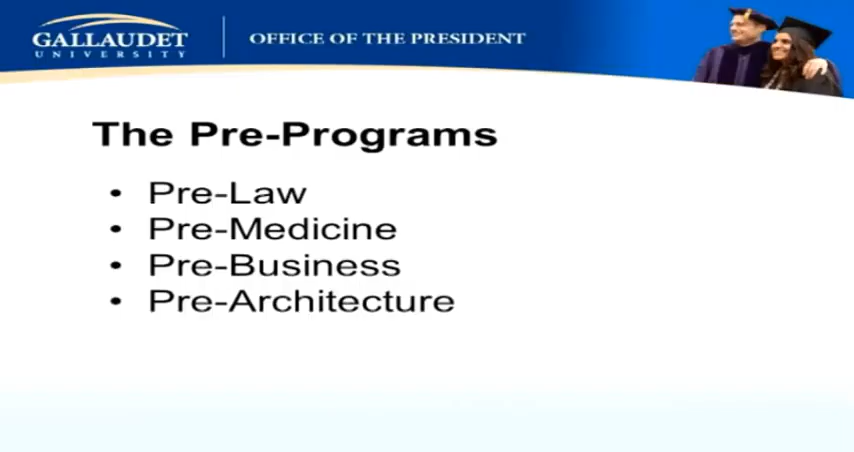 GALLAUDET
UNIVERSITY
OFFICE OF THE PRESIDENT
The Pre-Programs
• Pre-Law
• Pre-Medicine
• Pre-Business
• Pre-Architecture